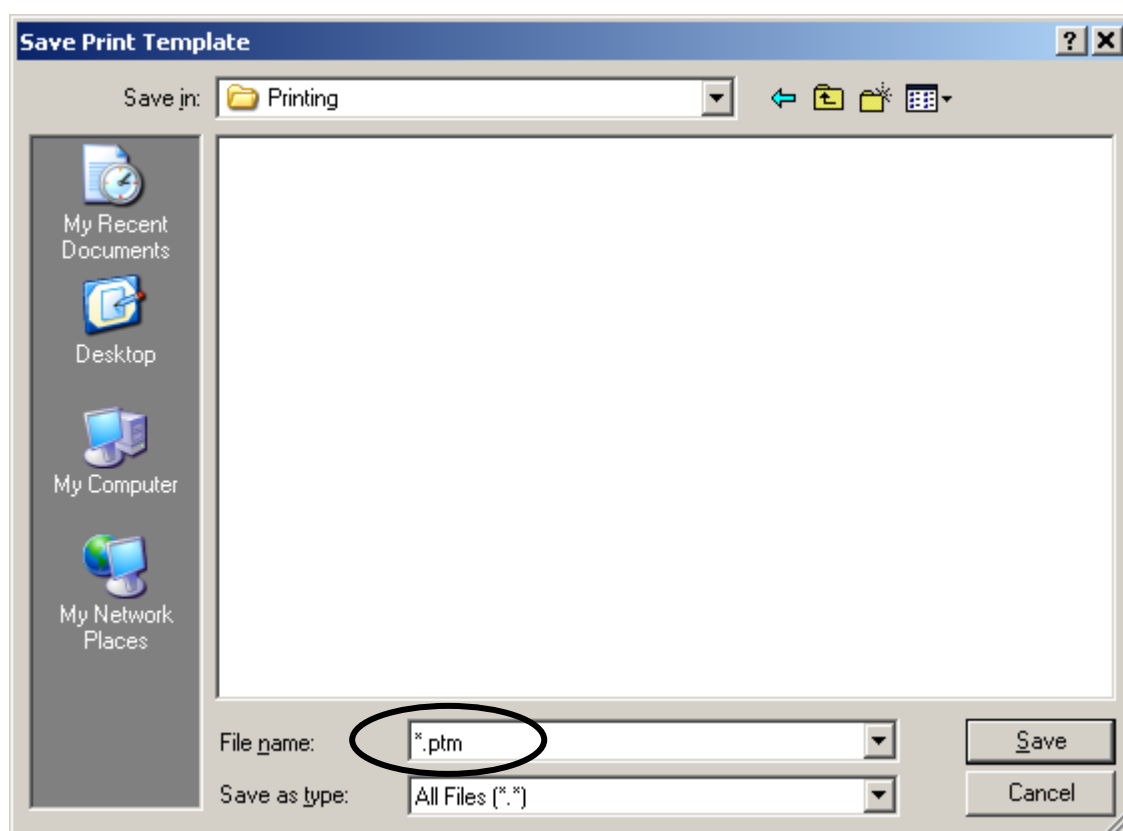 Save Print Template
Save in:
Printing
My Recent
Documents
Desktop
My Computer
My Network
Places
File name:
*.ptm
Save
Save as type:
All Files (*.*)
Cancel